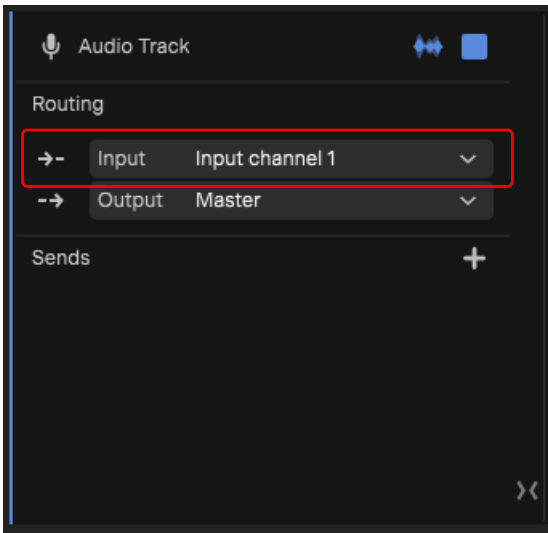 Audio Track
Routing
Input Input channel 1
Output Master
Sends